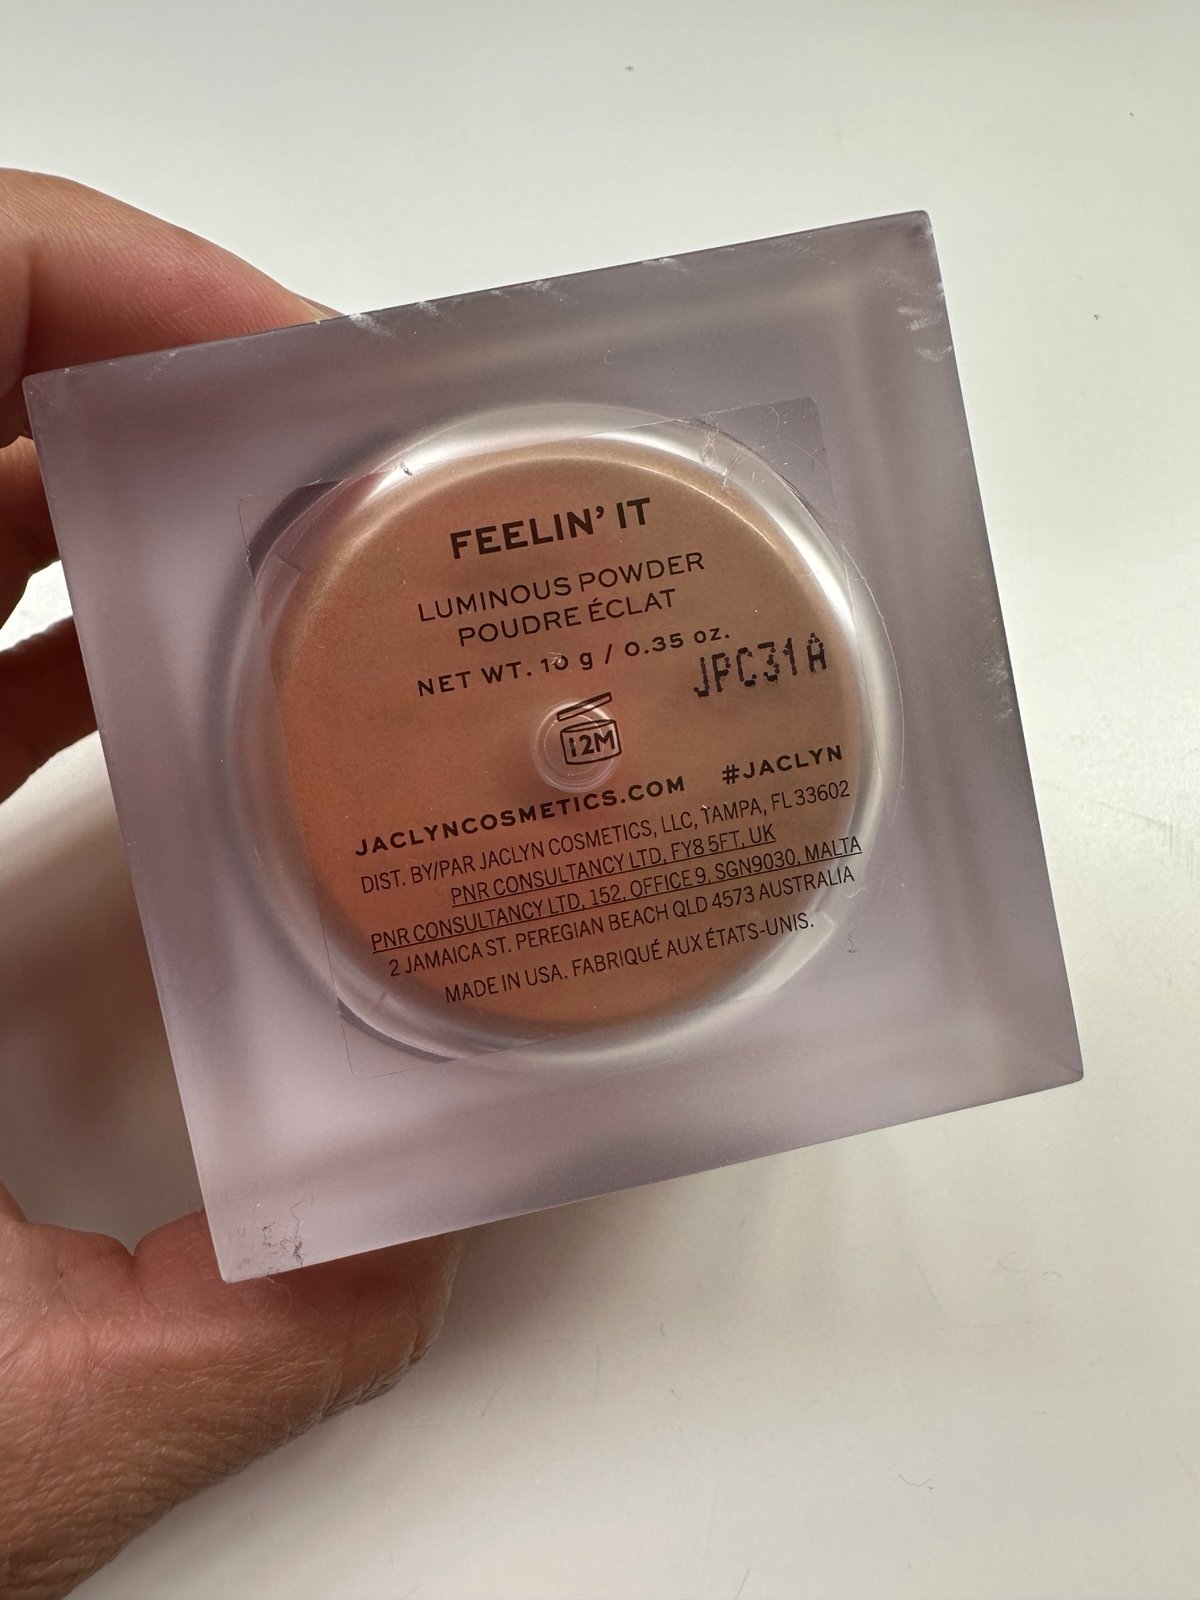 FEELIN' IT
LUMINOUS POWDER
POUDRE ÉCLAT
NET WT. 10 g / 0.35 oz.
JPC31A
12M
JACLYNCOSMETICS.COM #JACLYN
DIST. BY/PAR JACLYN COSMETICS, LLC, TAMPA, FL 33602
PNR CONSULTANCY LTD, FY8 5FT, UK
PNR CONSULTANCY LTD, 152, OFFICE 9, SGN9030, MALTA
2 JAMAICA ST. PEREGIAN BEACH QLD 4573 AUSTRALIA
MADE IN USA. FABRIQUÉ AUX ÉTATS-UNIS.